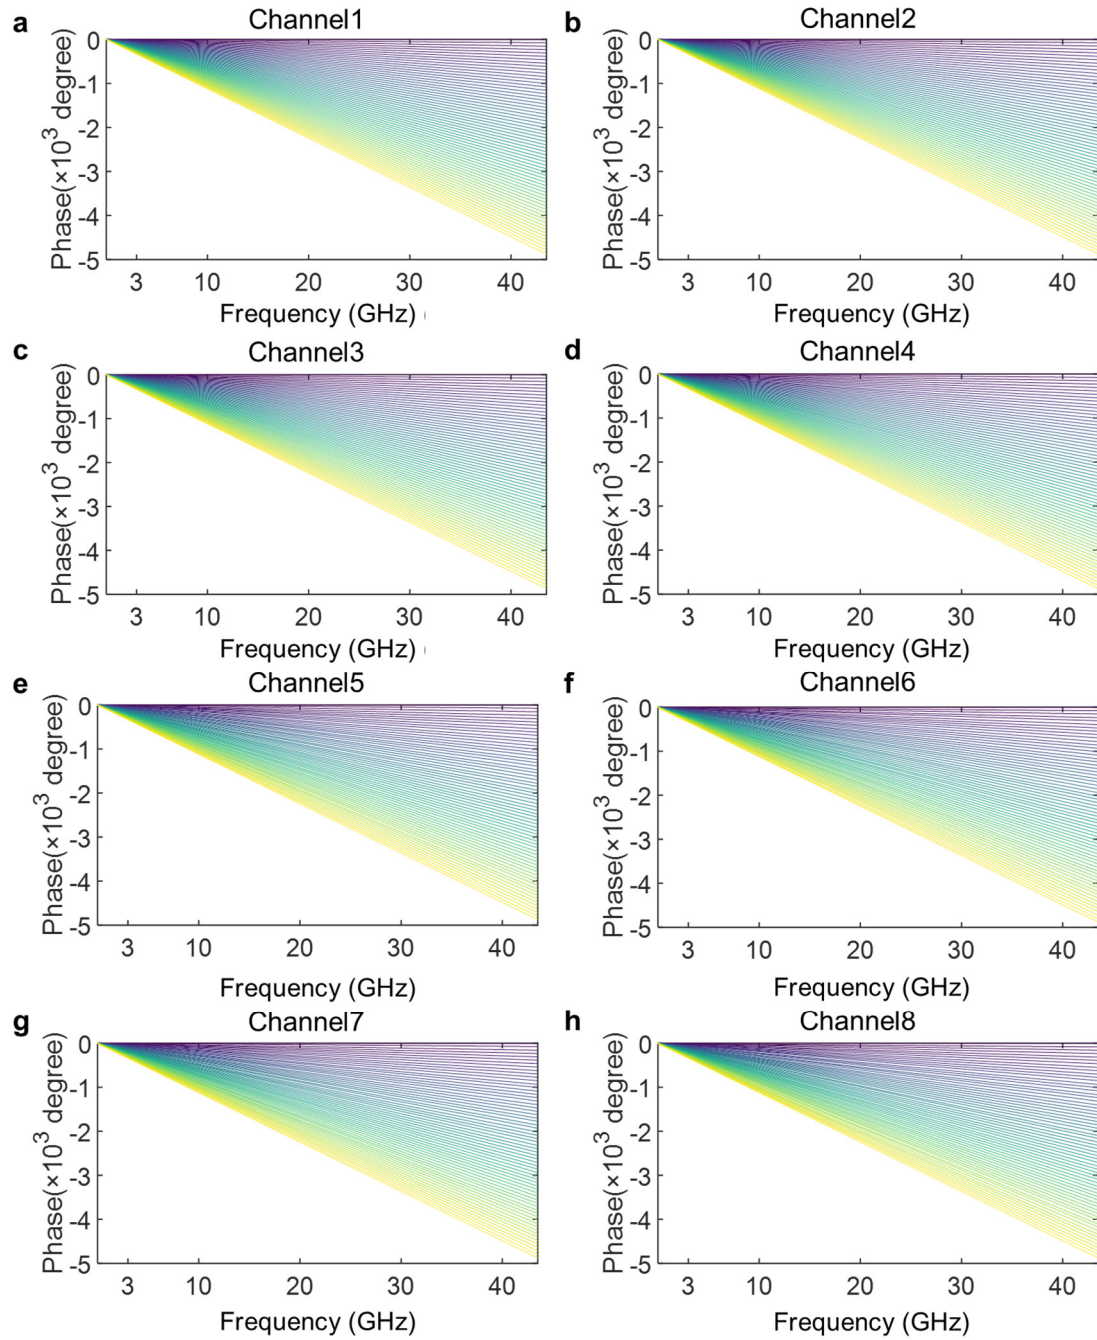 a Channel1 b Channel2
Phase(×10³ degree) 0 -1 -2 -3 -4 -5 3 10 20 30 40 Frequency (GHz)
Phase(×10³ degree) 0 -1 -2 -3 -4 -5 3 10 20 30 40 Frequency (GHz)
c Channel3 d Channel4
Phase(×10³ degree) 0 -1 -2 -3 -4 -5 3 10 20 30 40 Frequency (GHz)
Phase(×10³ degree) 0 -1 -2 -3 -4 -5 3 10 20 30 40 Frequency (GHz)
e Channel5 f Channel6
Phase(×10³ degree) 0 -1 -2 -3 -4 -5 3 10 20 30 40 Frequency (GHz)
Phase(×10³ degree) 0 -1 -2 -3 -4 -5 3 10 20 30 40 Frequency (GHz)
g Channel7 h Channel8
Phase(×10³ degree) 0 -1 -2 -3 -4 -5 3 10 20 30 40 Frequency (GHz)
Phase(×10³ degree) 0 -1 -2 -3 -4 -5 3 10 20 30 40 Frequency (GHz)